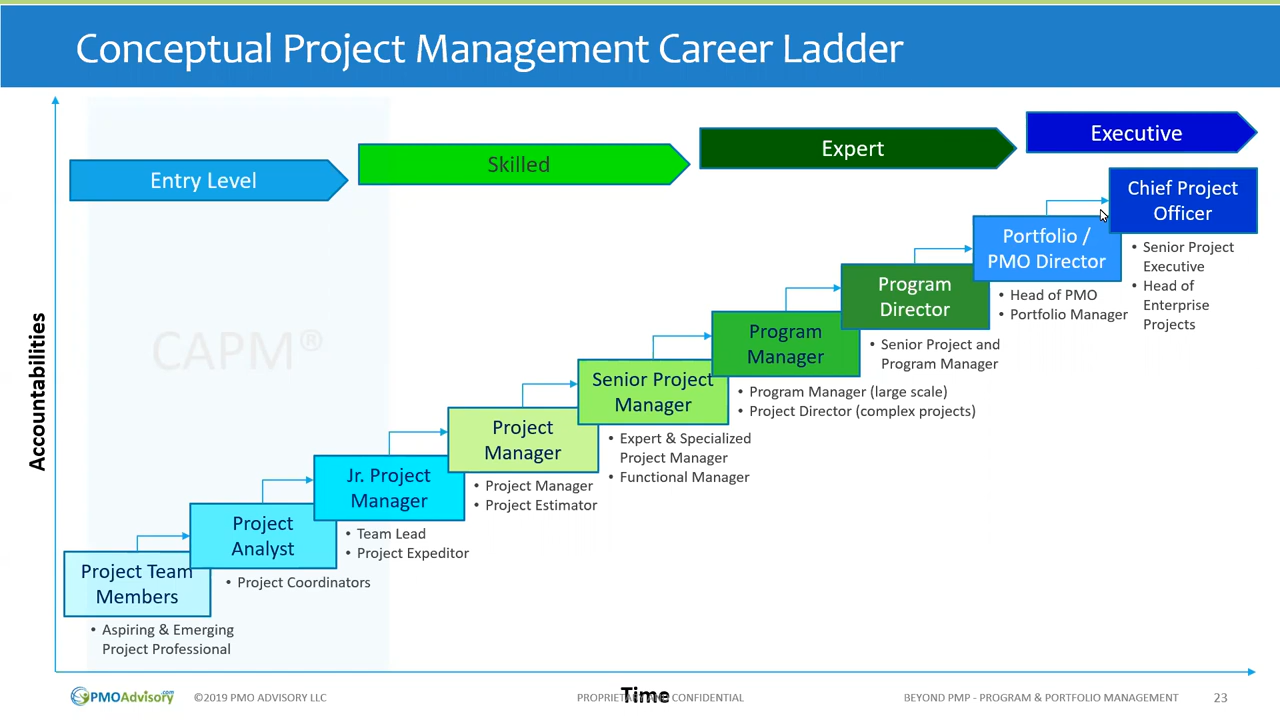 Conceptual Project Management Career Ladder
Executive
Expert
Skilled
Entry Level
Chief Project
Officer
• Senior Project
Executive
• Head of
Enterprise
Projects
Portfolio /
PMO Director
• Head of PMO
• Portfolio Manager
Program
Director
• Senior Project and
Program Manager
Program
Manager
• Program Manager (large scale)
• Project Director (complex projects)
Senior Project
Manager
• Expert & Specialized
Project Manager
• Functional Manager
Project
Manager
• Project Manager
• Project Estimator
Jr. Project
Manager
• Team Lead
• Project Expeditor
Project
Analyst
• Project Coordinators
Project Team
Members
• Aspiring & Emerging
Project Professional
CAPM®
Accountabilities
Time
PMOAdvisory.com
©2019 PMO ADVISORY LLC
PROPRIETARY AND CONFIDENTIAL
BEYOND PMP - PROGRAM & PORTFOLIO MANAGEMENT
23